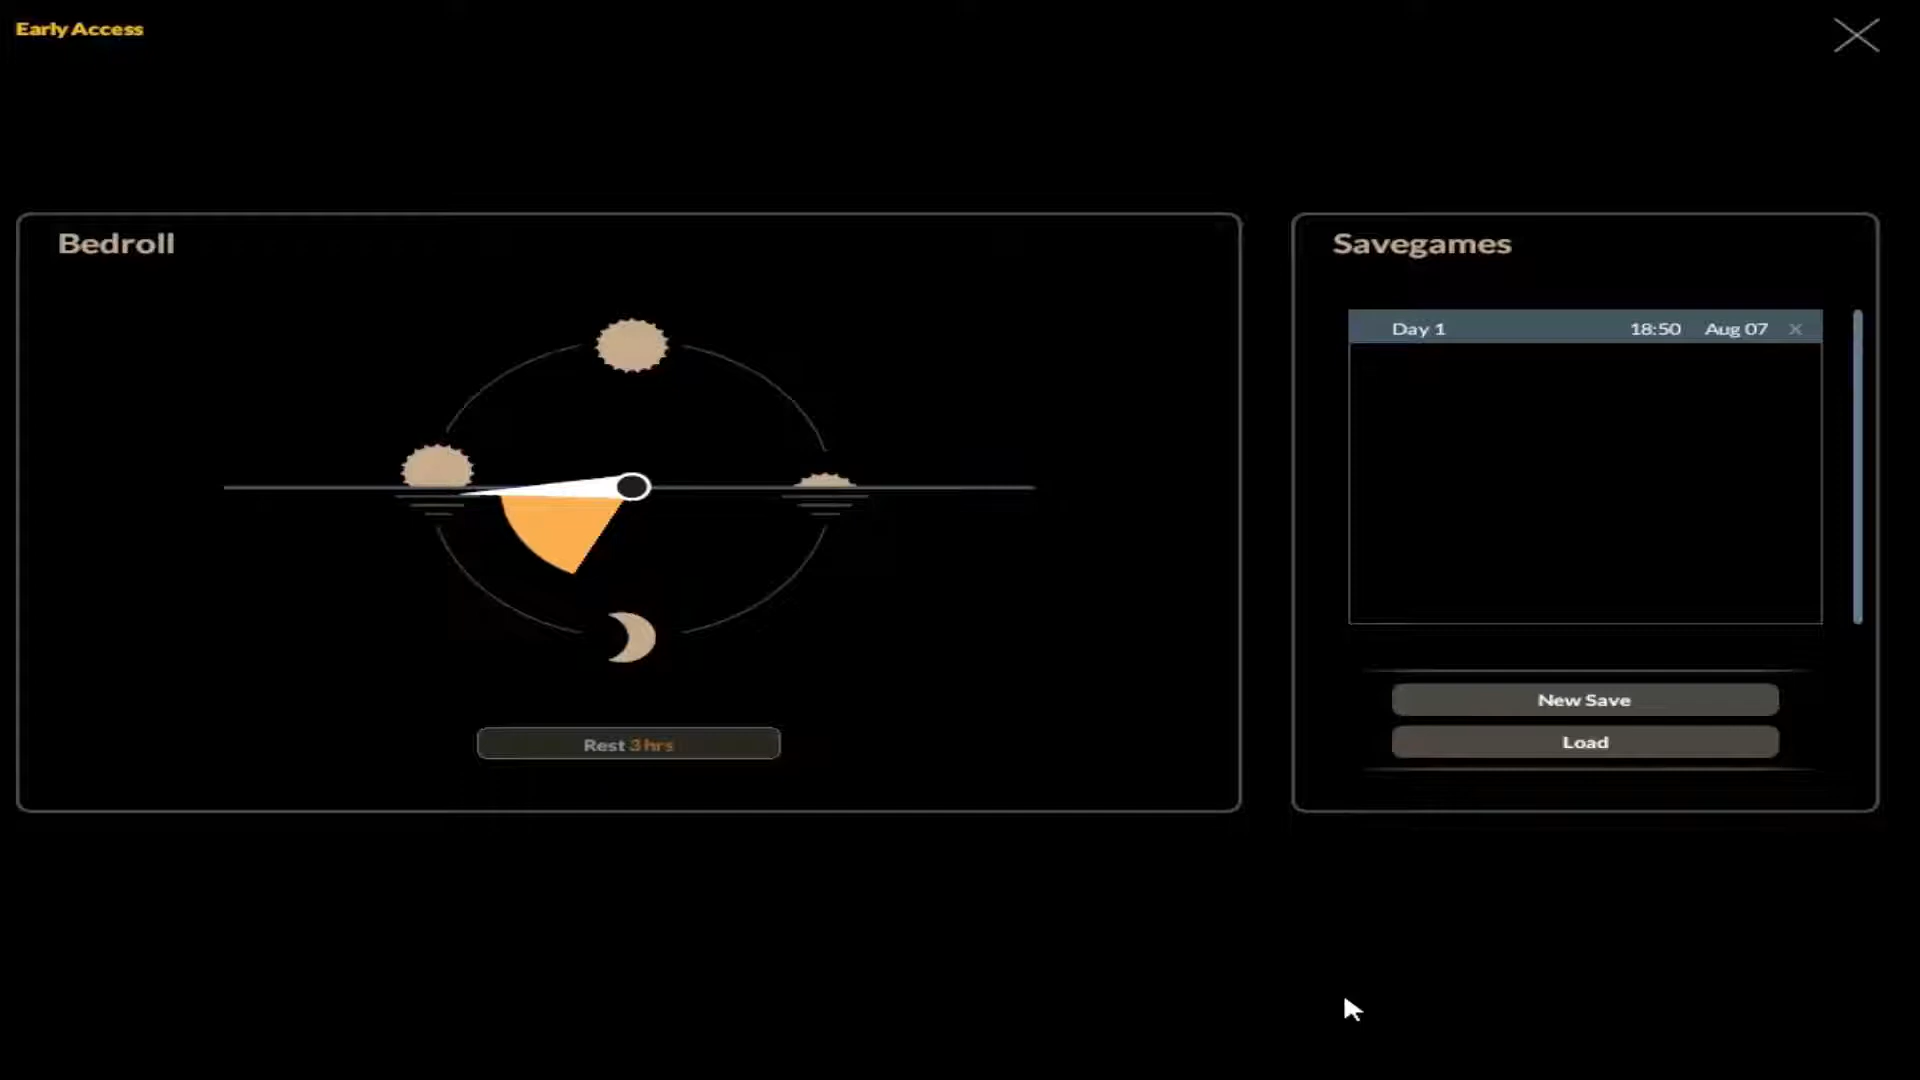 Early Access
Bedroll
Rest 3 hrs
Savegames
Day 1 18:50 Aug 07
New Save
Load